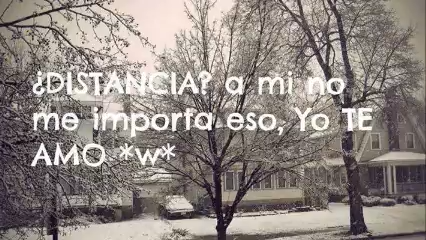 ¿DISTANCIA? a mi no
me importa eso, Yo TE
AMO *w*